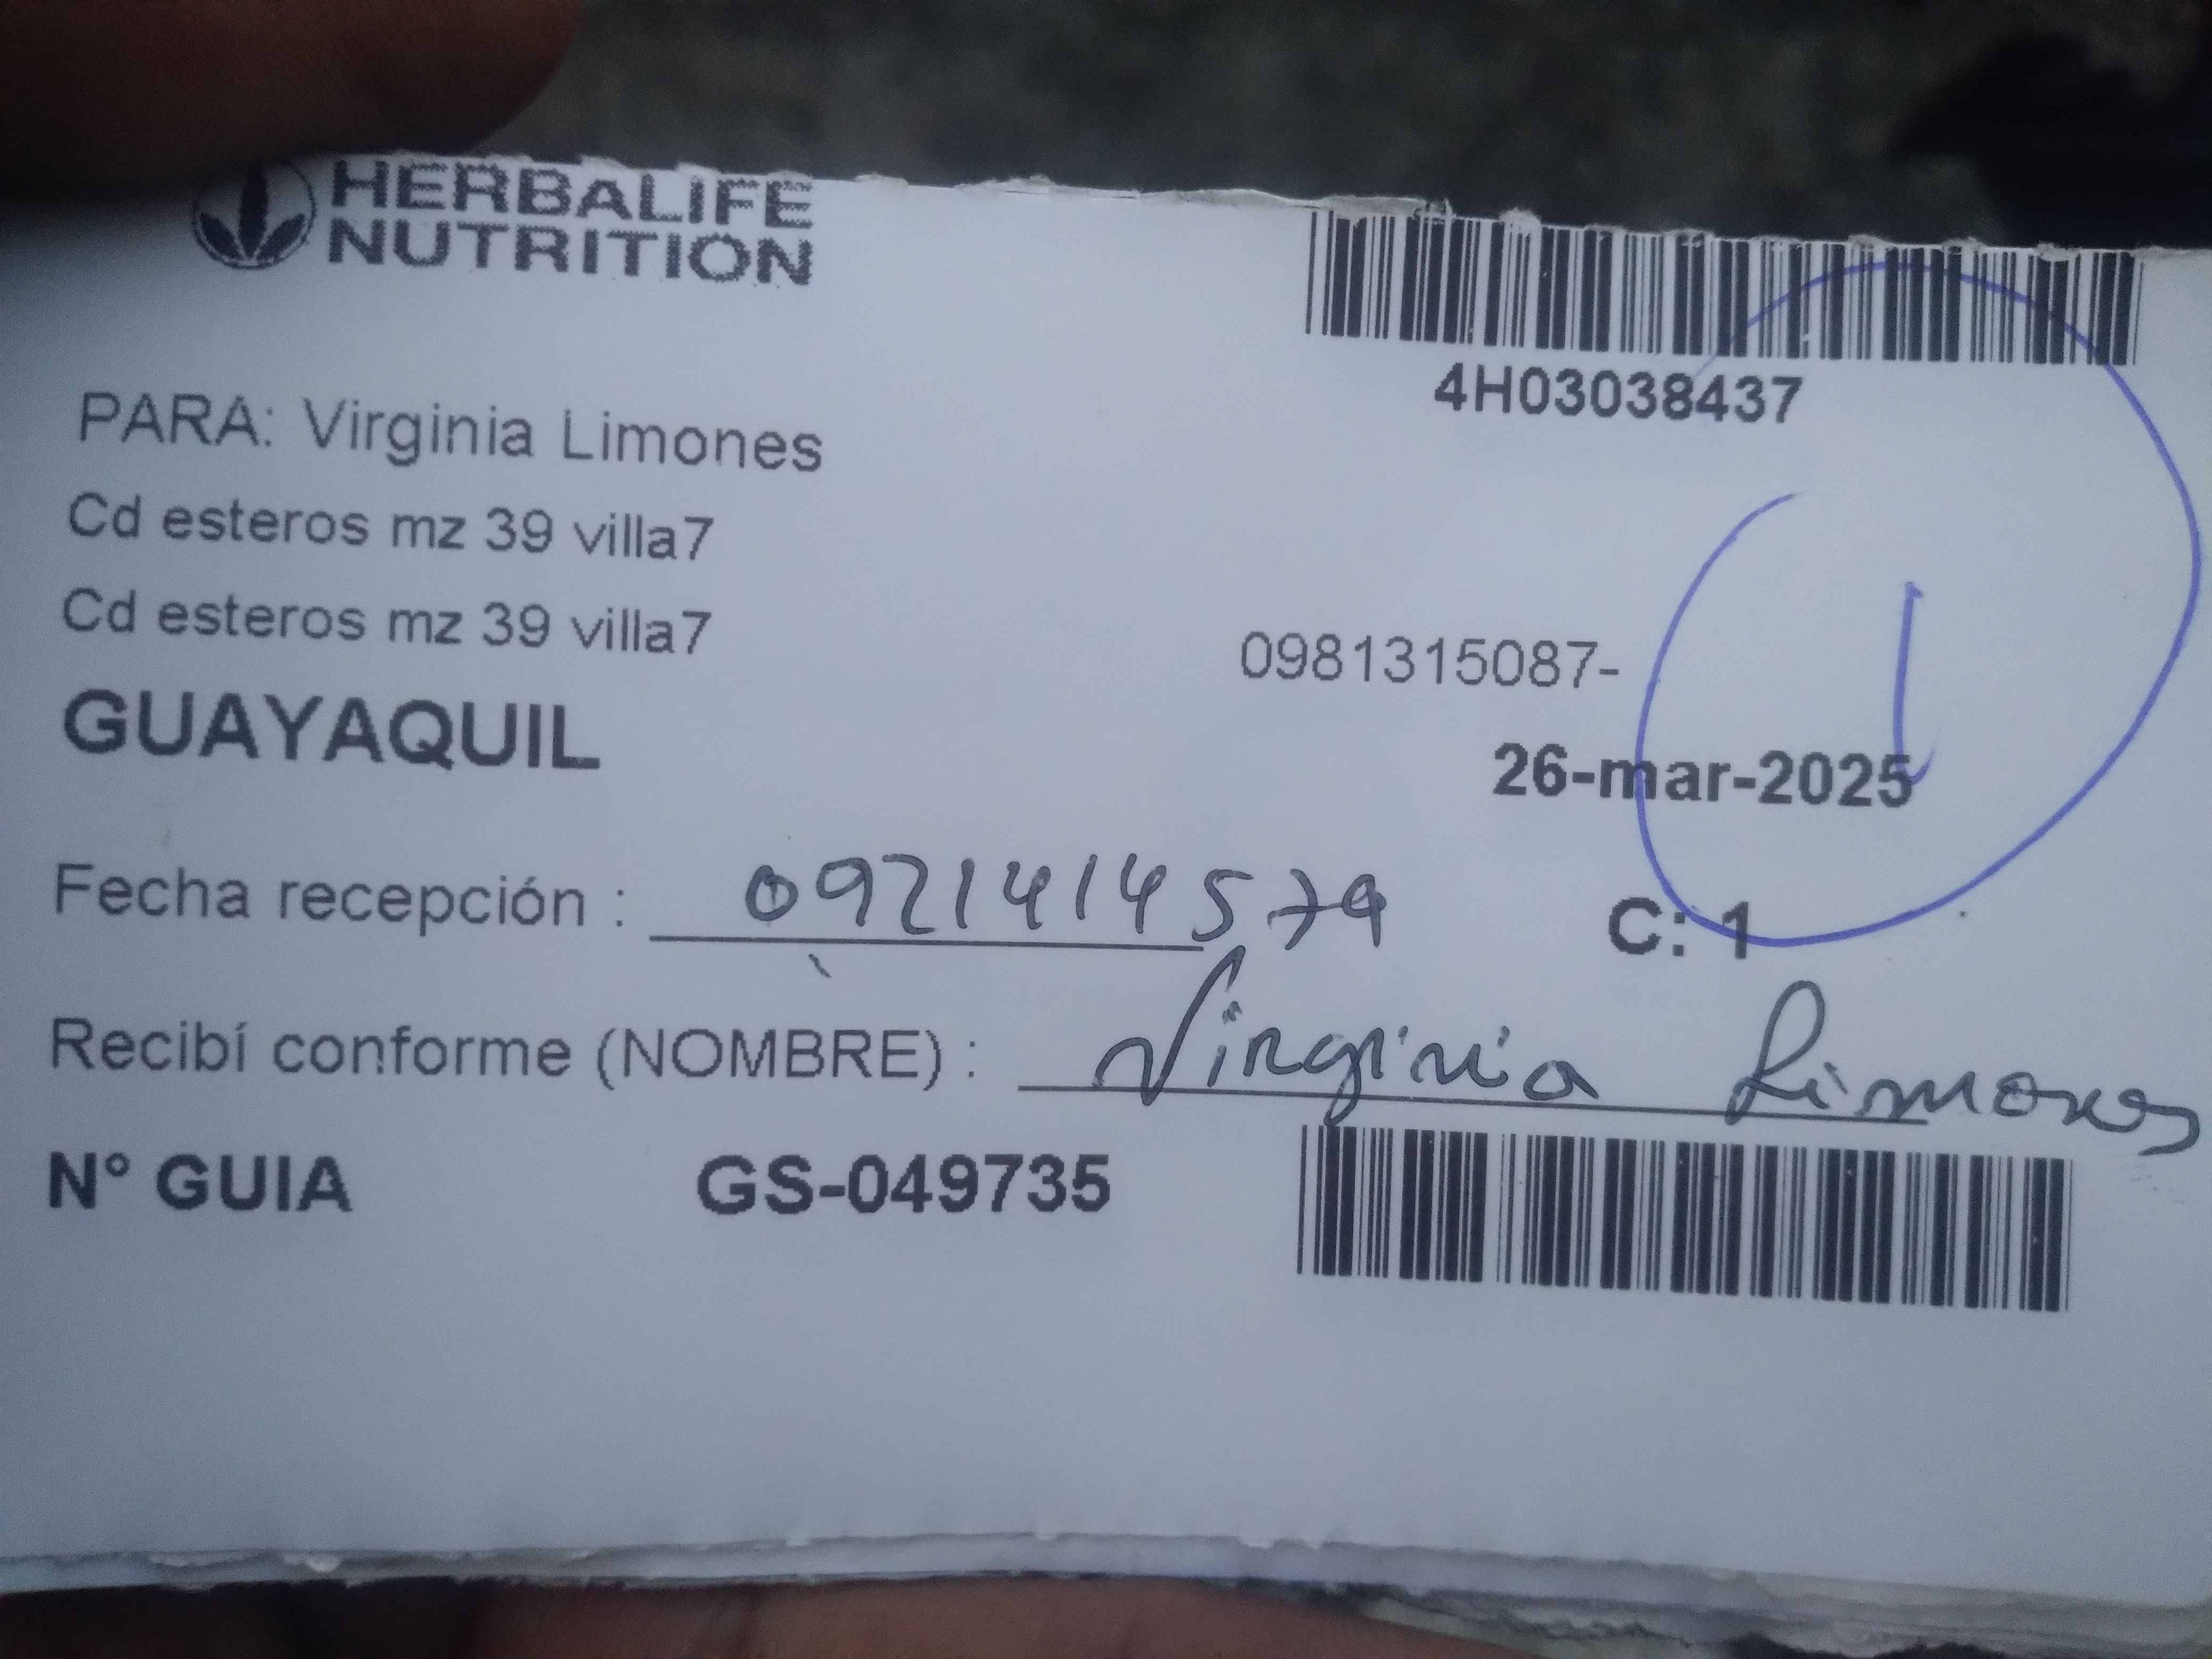 HERBALIFE
NUTRITION
4H03038437
PARA: Virginia Limones
Cd esteros mz 39 villa7
Cd esteros mz 39 villa7
0981315087-
1
GUAYAQUIL
26-mar-2025
Fecha recepción : 0921414579
C: 1
Recibí conforme (NOMBRE) : Virginia Limones
N° GUIA GS-049735